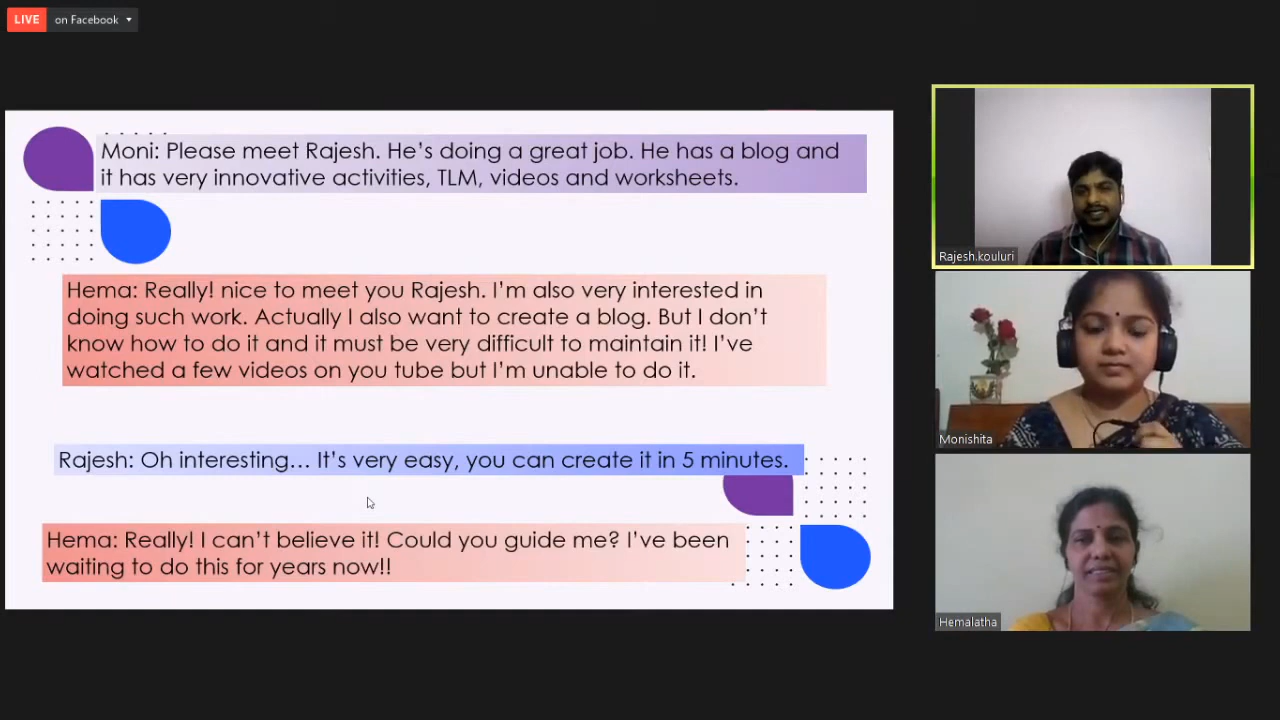 LIVE on Facebook
Moni: Please meet Rajesh. He's doing a great job. He has a blog and
it has very innovative activities, TLM, videos and worksheets.
Hema: Really! nice to meet you Rajesh. I'm also very interested in
doing such work. Actually I also want to create a blog. But I don't
know how to do it and it must be very difficult to maintain it! I've
watched a few videos on you tube but I'm unable to do it.
Rajesh: Oh interesting... It's very easy, you can create it in 5 minutes.
Hema: Really! I can't believe it! Could you guide me? I've been
waiting to do this for years now!!
Rajesh.kouluri
Monishita
Hemalatha